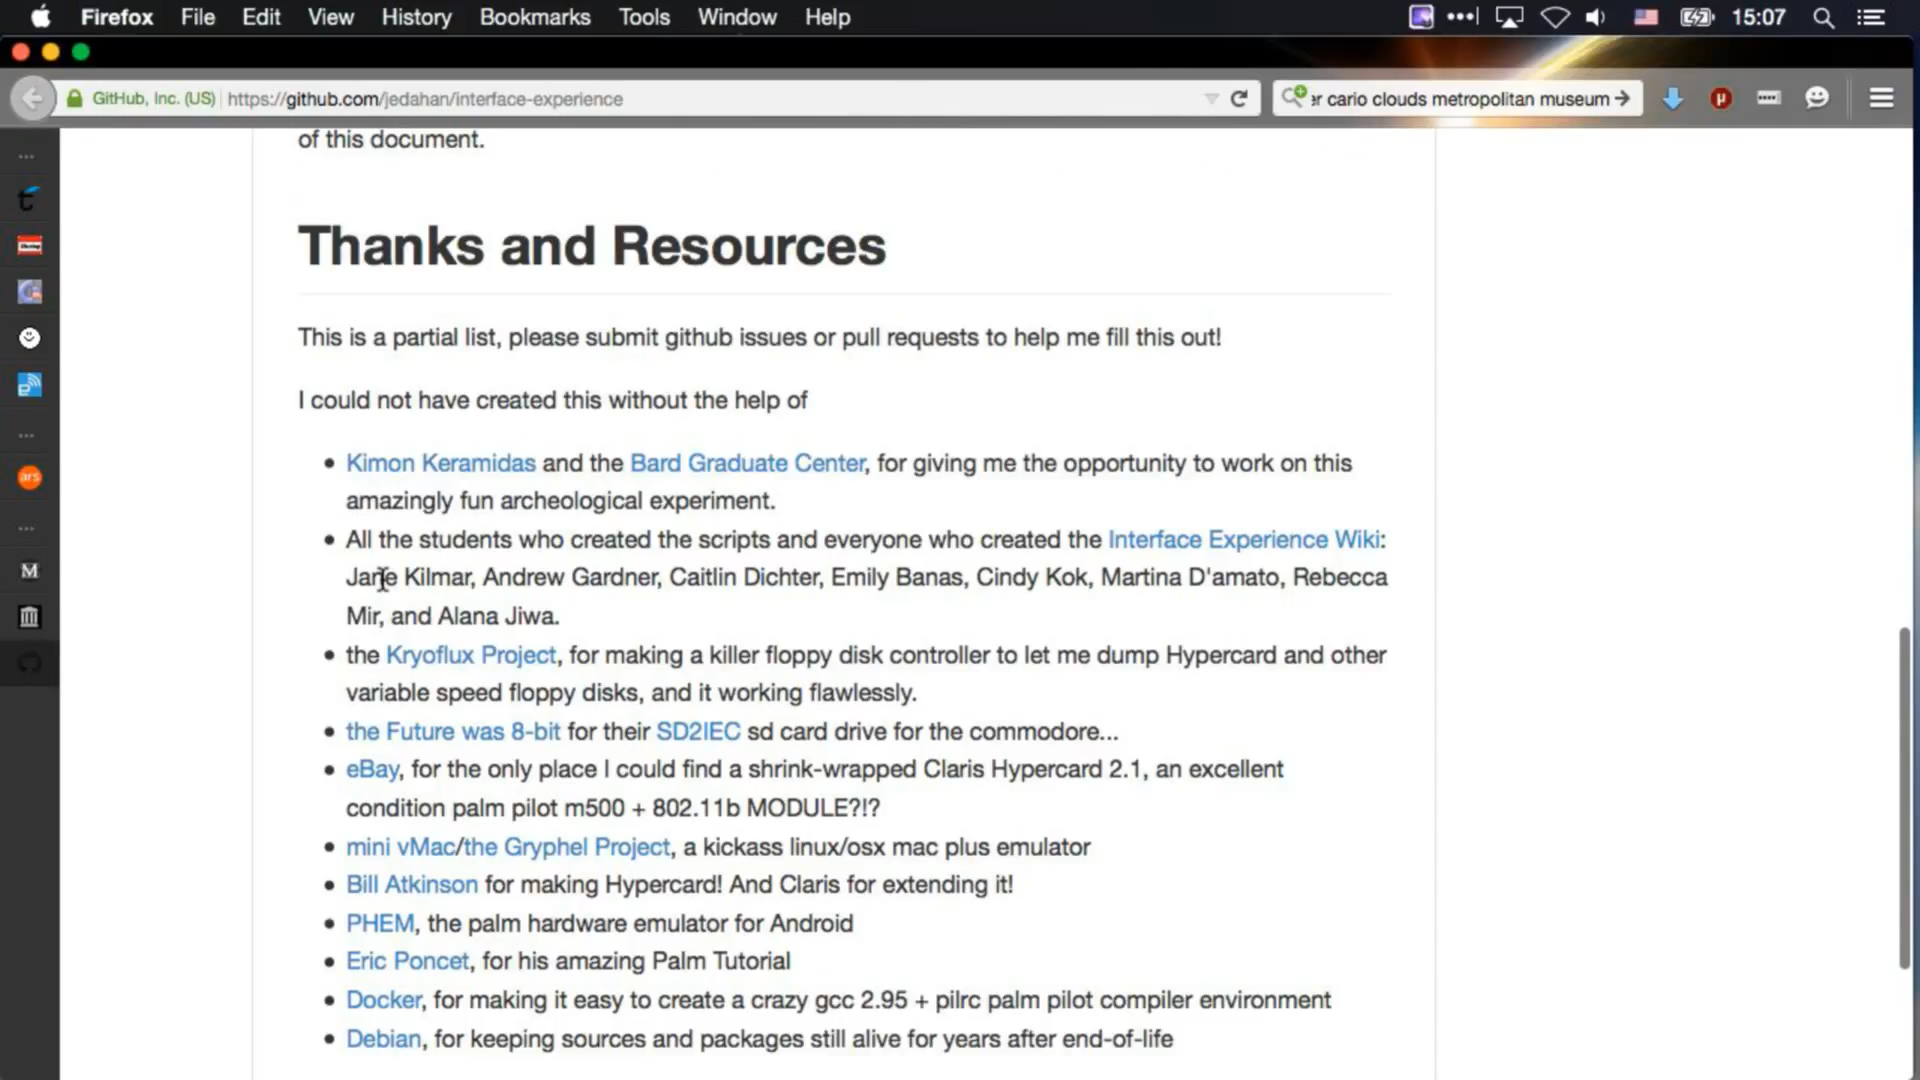 Firefox File Edit View History Bookmarks Tools Window Help 15:07
GitHub, Inc. (US) https://github.com/jedahan/interface-experience er cario clouds metropolitan museum
of this document.
Thanks and Resources
This is a partial list, please submit github issues or pull requests to help me fill this out!
I could not have created this without the help of
Kimon Keramidas and the Bard Graduate Center, for giving me the opportunity to work on this
amazingly fun archeological experiment.
All the students who created the scripts and everyone who created the Interface Experience Wiki:
Jane Kilmar, Andrew Gardner, Caitlin Dichter, Emily Banas, Cindy Kok, Martina D'amato, Rebecca
Mir, and Alana Jiwa.
the Kryoflux Project, for making a killer floppy disk controller to let me dump Hypercard and other
variable speed floppy disks, and it working flawlessly.
the Future was 8-bit for their SD2IEC sd card drive for the commodore...
eBay, for the only place I could find a shrink-wrapped Claris Hypercard 2.1, an excellent
condition palm pilot m500 + 802.11b MODULE?!?
mini vMac/the Gryphel Project, a kickass linux/osx mac plus emulator
Bill Atkinson for making Hypercard! And Claris for extending it!
PHEM, the palm hardware emulator for Android
Eric Poncet, for his amazing Palm Tutorial
Docker, for making it easy to create a crazy gcc 2.95 + pilrc palm pilot compiler environment
Debian, for keeping sources and packages still alive for years after end-of-life
ars
M